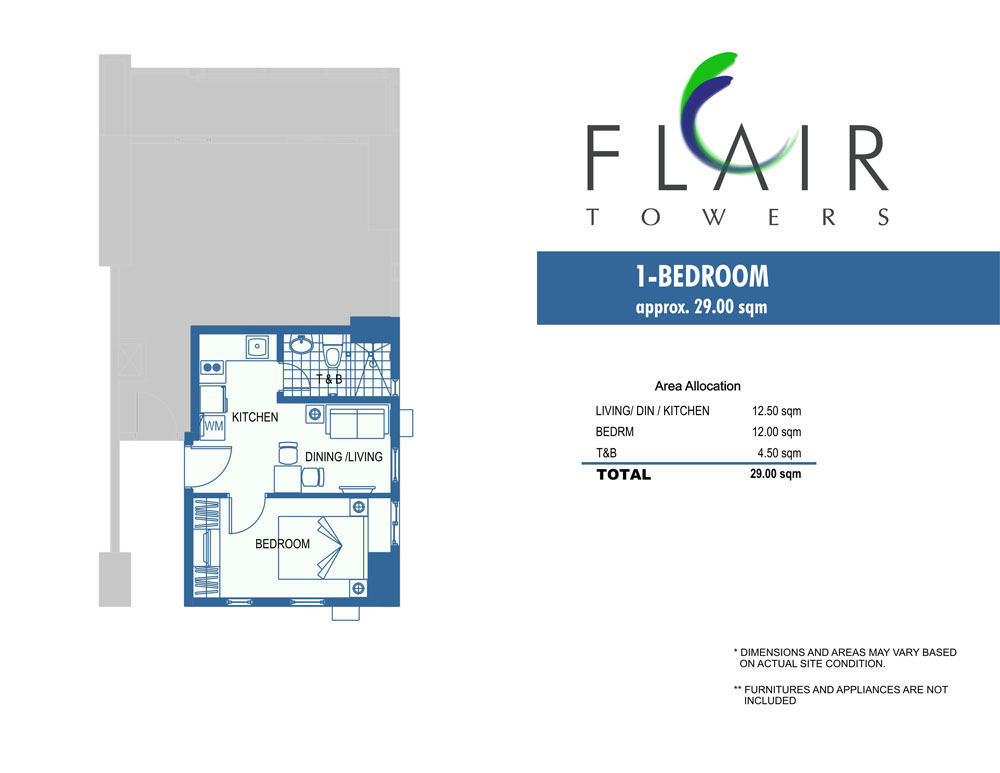 FLAIR
TOWERS
1-BEDROOM
approx. 29.00 sqm
Area Allocation
LIVING/ DIN / KITCHEN 12.50 sqm
BEDRM 12.00 sqm
T&B 4.50 sqm
TOTAL 29.00 sqm
T & B
KITCHEN
WM
DINING /LIVING
BEDROOM
* DIMENSIONS AND AREAS MAY VARY BASED
ON ACTUAL SITE CONDITION.
** FURNITURES AND APPLIANCES ARE NOT
INCLUDED